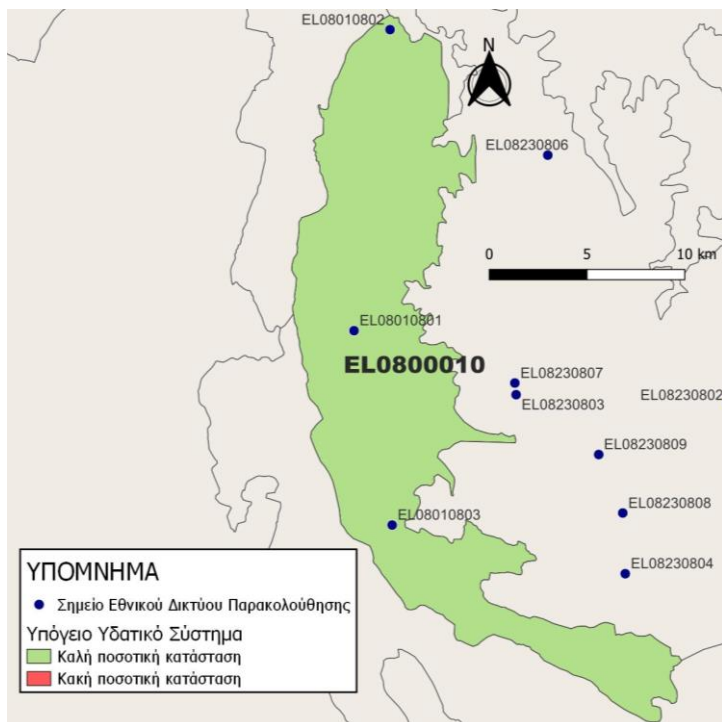 EL08010802
N
EL08230806
0 5 10 km
EL08010801
EL0800010
EL08230807
EL08230802
EL08230803
EL08230809
EL08230808
EL08010803
EL08230804
ΥΠΟΜΝΗΜΑ
Σημείο Εθνικού Δικτύου Παρακολούθησης
Υπόγειο Υδατικό Σύστημα
Καλή ποσοτική κατάσταση
Κακή ποσοτική κατάσταση